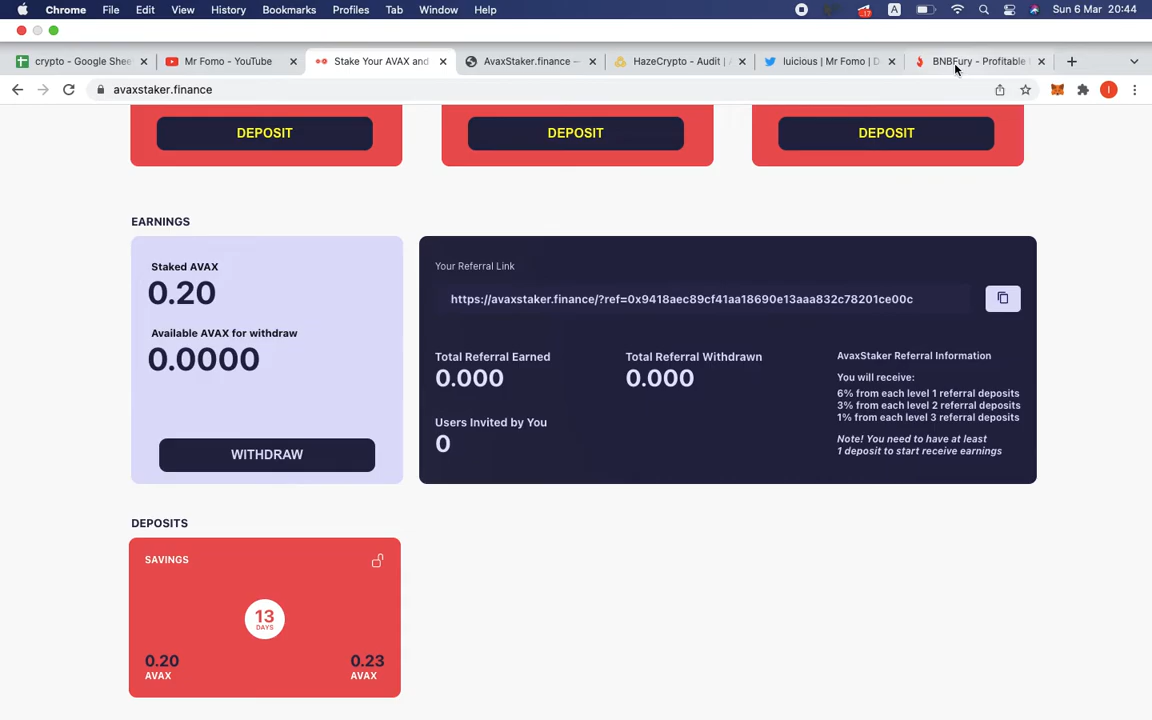 Chrome File Edit View History Bookmarks Profiles Tab Window Help 17 A Sun 6 Mar 20:44
crypto - Google Shee Mr Fomo - YouTube Stake Your AVAX and AvaxStaker.finance – HazeCrypto - Audit | luicious | Mr Fomo | D BNBFury - Profitable
avaxstaker.finance I
DEPOSIT DEPOSIT DEPOSIT
EARNINGS
Staked AVAX
0.20
Available AVAX for withdraw
0.0000
WITHDRAW
Your Referral Link
https://avaxstaker.finance/?ref=0x9418aec89cf41aa18690e13aaa832c78201ce00c
Total Referral Earned
0.000
Total Referral Withdrawn
0.000
Users Invited by You
0
AvaxStaker Referral Information
You will receive:
6% from each level 1 referral deposits
3% from each level 2 referral deposits
1% from each level 3 referral deposits
Note! You need to have at least
1 deposit to start receive earnings
DEPOSITS
SAVINGS
13
DAYS
0.20 0.23
AVAX AVAX